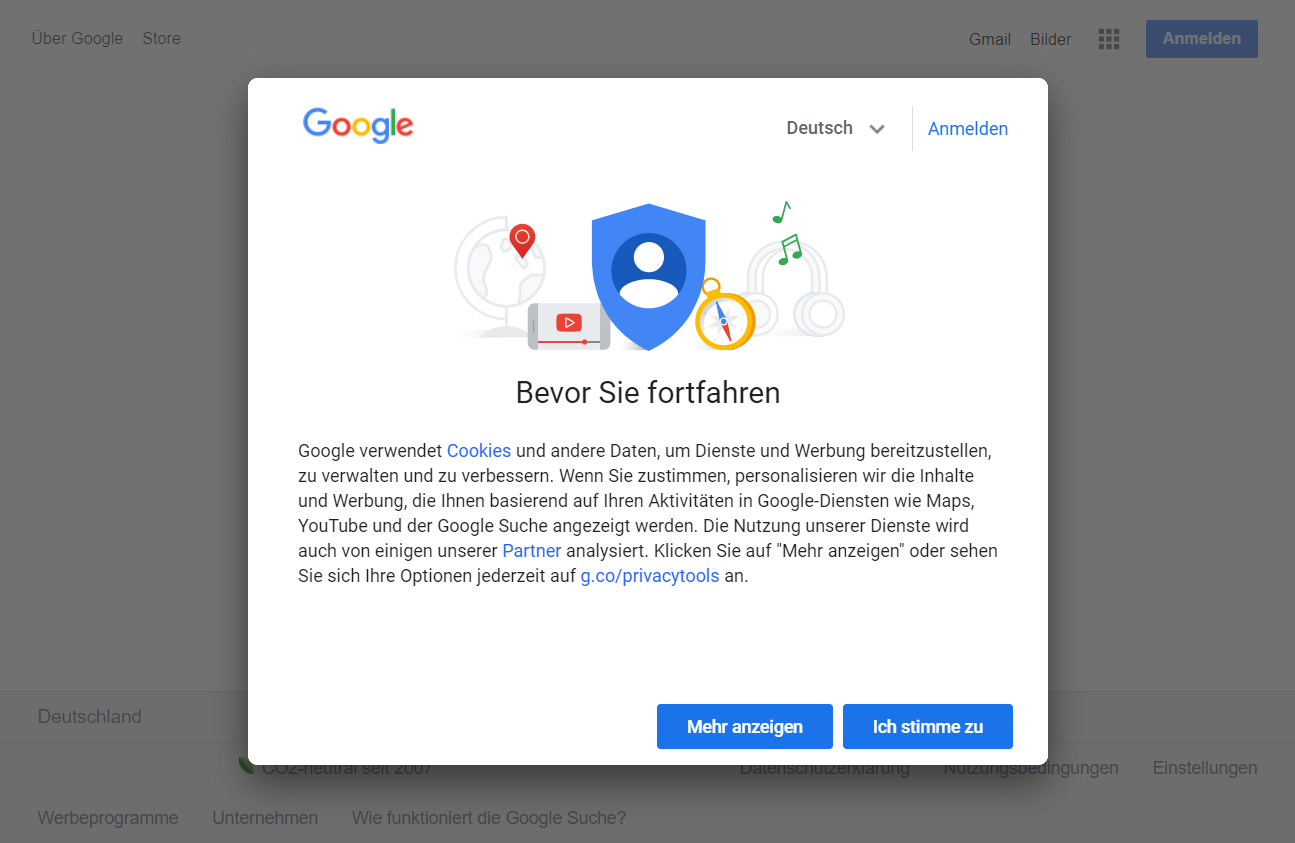 Über Google Store
Gmail Bilder Anmelden
Google
Deutsch Anmelden
Bevor Sie fortfahren
Google verwendet Cookies und andere Daten, um Dienste und Werbung bereitzustellen,
zu verwalten und zu verbessern. Wenn Sie zustimmen, personalisieren wir die Inhalte
und Werbung, die Ihnen basierend auf Ihren Aktivitäten in Google-Diensten wie Maps,
YouTube und der Google Suche angezeigt werden. Die Nutzung unserer Dienste wird
auch von einigen unserer Partner analysiert. Klicken Sie auf "Mehr anzeigen" oder sehen
Sie sich Ihre Optionen jederzeit auf g.co/privacytools an.
Mehr anzeigen Ich stimme zu
Deutschland
CO2-neutral seit 2007 Datenschutzerklärung Nutzungsbedingungen Einstellungen
Werbeprogramme Unternehmen Wie funktioniert die Google Suche?